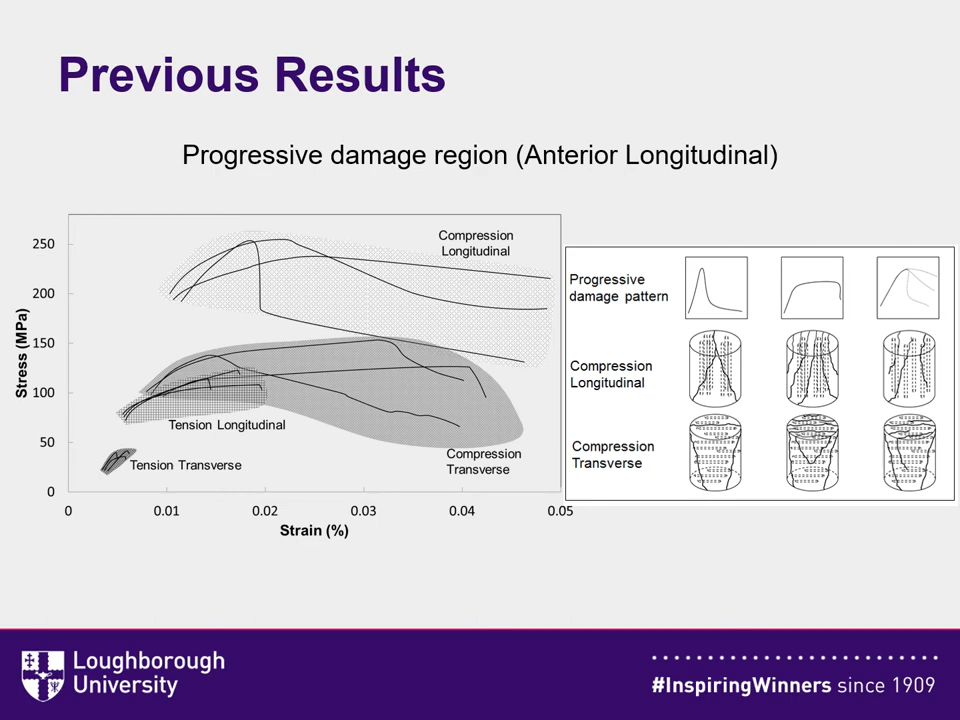 Previous Results
Progressive damage region (Anterior Longitudinal)
Stress (MPa)
250
200
150
100
50
0
0
0.01
0.02
0.03
0.04
0.05
Strain (%)
Compression
Longitudinal
Tension Longitudinal
Tension Transverse
Compression
Transverse
Progressive
damage pattern
Compression
Longitudinal
Compression
Transverse
Loughborough
University
#InspiringWinners since 1909